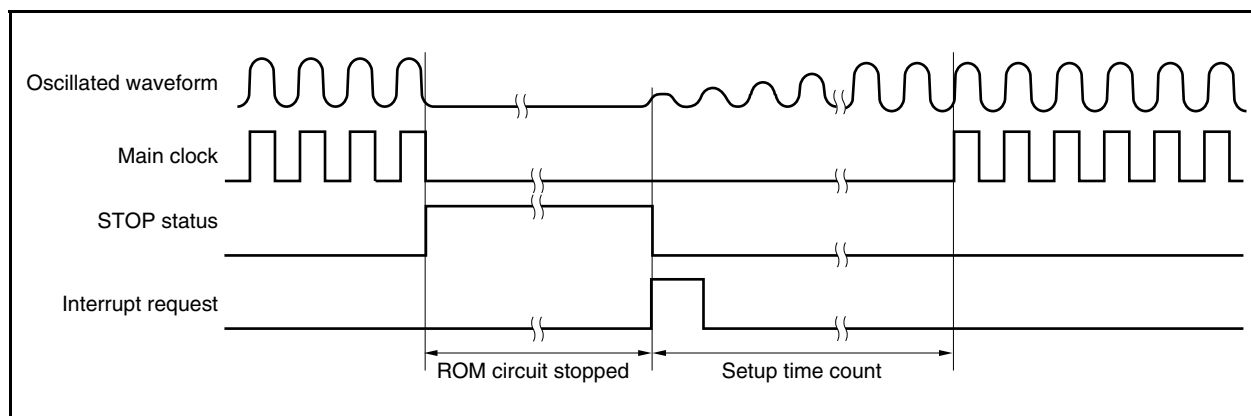 Oscillated waveform
Main clock
STOP status
Interrupt request
ROM circuit stopped
Setup time count